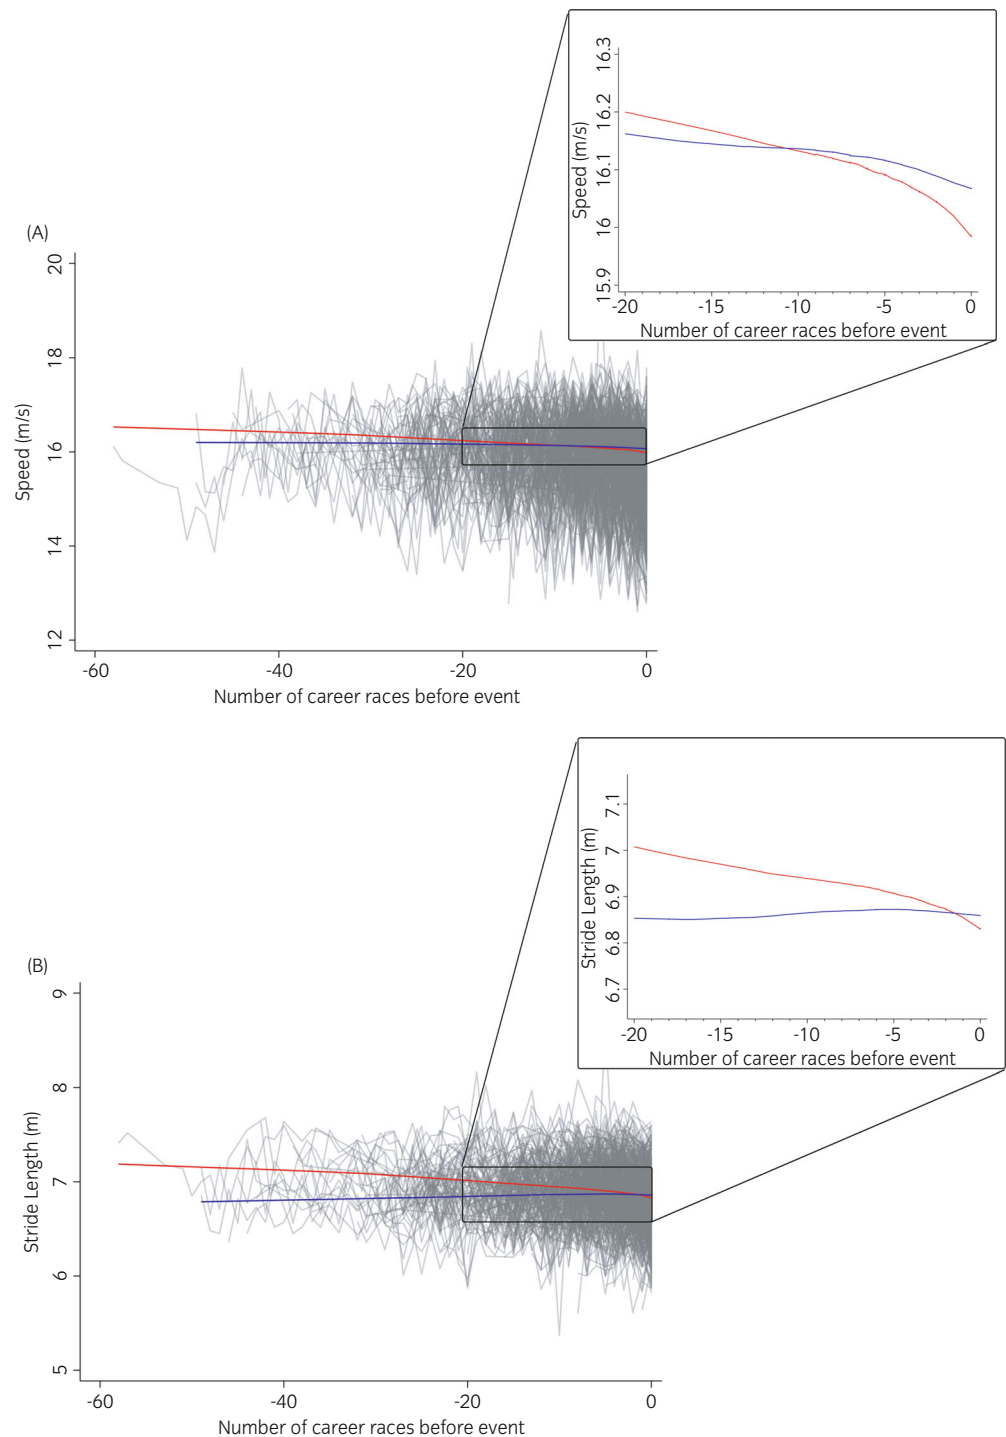 16.3
16.2
16.1
16
15.9
Speed (m/s)
-20 -15 -10 -5 0
Number of career races before event
(A)
20
18
16
14
12
Speed (m/s)
-60 -40 -20 0
Number of career races before event
7.1
7
6.9
6.8
6.7
Stride Length (m)
-20 -15 -10 -5 0
Number of career races before event
(B)
9
8
7
6
5
Stride Length (m)
-60 -40 -20 0
Number of career races before event